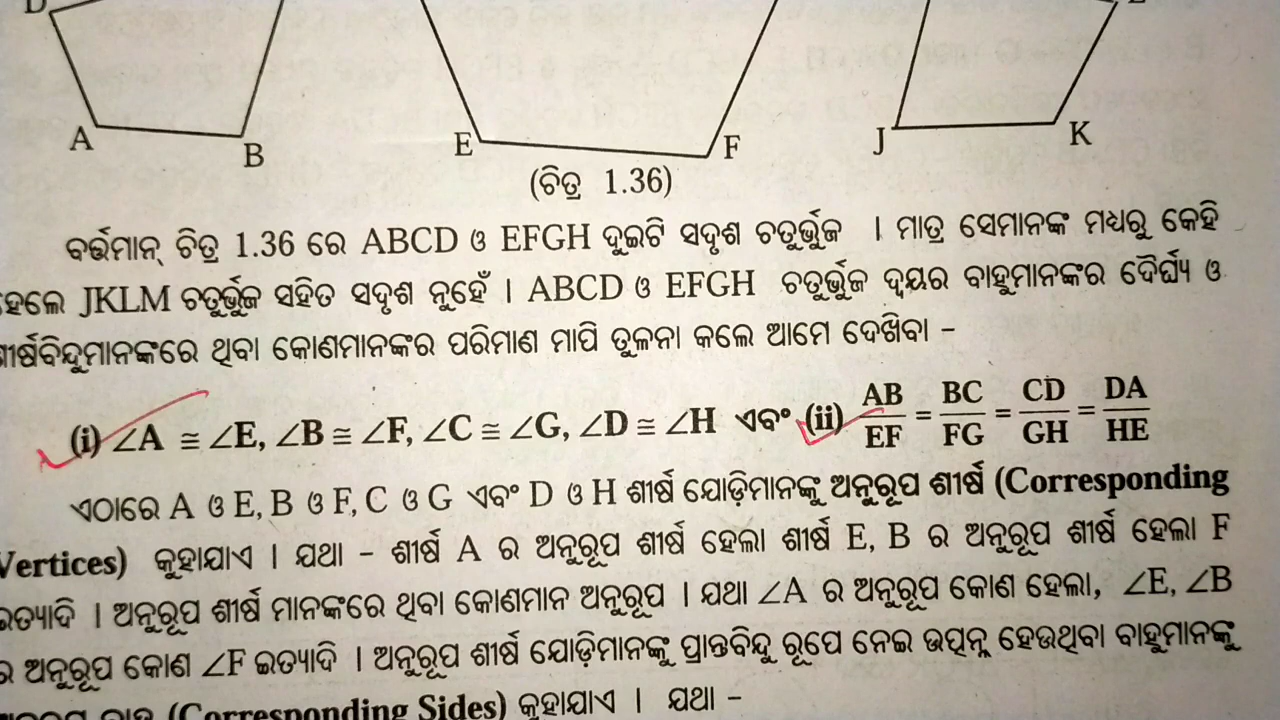 D
A B E F J K
(ଚିତ୍ର 1.36)
ବର୍ତ୍ତମାନ୍ ଚିତ୍ର 1.36 ରେ ABCD ଓ EFGH ଦୁଇଟି ସଦୃଶ ଚତୁର୍ଭୁଜ । ମାତ୍ର ସେମାନଙ୍କ ମଧ୍ୟରୁ କେହି
ହେଲେ JKLM ଚତୁର୍ଭୁଜ ସହିତ ସଦୃଶ ନୁହେଁ । ABCD ଓ EFGH ଚତୁର୍ଭୁଜ ଦ୍ୱୟର ବାହୁମାନଙ୍କର ଦୈର୍ଘ୍ୟ ଓ
ଶୀର୍ଷବିନ୍ଦୁମାନଙ୍କରେ ଥିବା କୋଣମାନଙ୍କର ପରିମାଣ ମାପି ତୁଳନା କଲେ ଆମେ ଦେଖିବା –
(i) ∠A ≅ ∠E, ∠B ≅ ∠F, ∠C ≅ ∠G, ∠D ≅ ∠H ଏବଂ (ii) AB/EF = BC/FG = CD/GH = DA/HE
ଏଠାରେ A ଓ E, B ଓ F, C ଓ G ଏବଂ D ଓ H ଶୀର୍ଷ ଯୋଡ଼ିମାନଙ୍କୁ ଅନୁରୂପ ଶୀର୍ଷ (Corresponding
Vertices) କୁହାଯାଏ । ଯଥା – ଶୀର୍ଷ A ର ଅନୁରୂପ ଶୀର୍ଷ ହେଲା ଶୀର୍ଷ E, B ର ଅନୁରୂପ ଶୀର୍ଷ ହେଲା F
ଇତ୍ୟାଦି । ଅନୁରୂପ ଶୀର୍ଷ ମାନଙ୍କରେ ଥିବା କୋଣମାନ ଅନୁରୂପ । ଯଥା ∠A ର ଅନୁରୂପ କୋଣ ହେଲା, ∠E, ∠B
ର ଅନୁରୂପ କୋଣ ∠F ଇତ୍ୟାଦି । ଅନୁରୂପ ଶୀର୍ଷ ଯୋଡ଼ିମାନଙ୍କୁ ପ୍ରାନ୍ତବିନ୍ଦୁ ରୂପେ ନେଇ ଉତ୍ପନ୍ନ ହେଉଥିବା ବାହୁମାନଙ୍କୁ
(Corresponding Sides) କୁହାଯାଏ । ଯଥା –